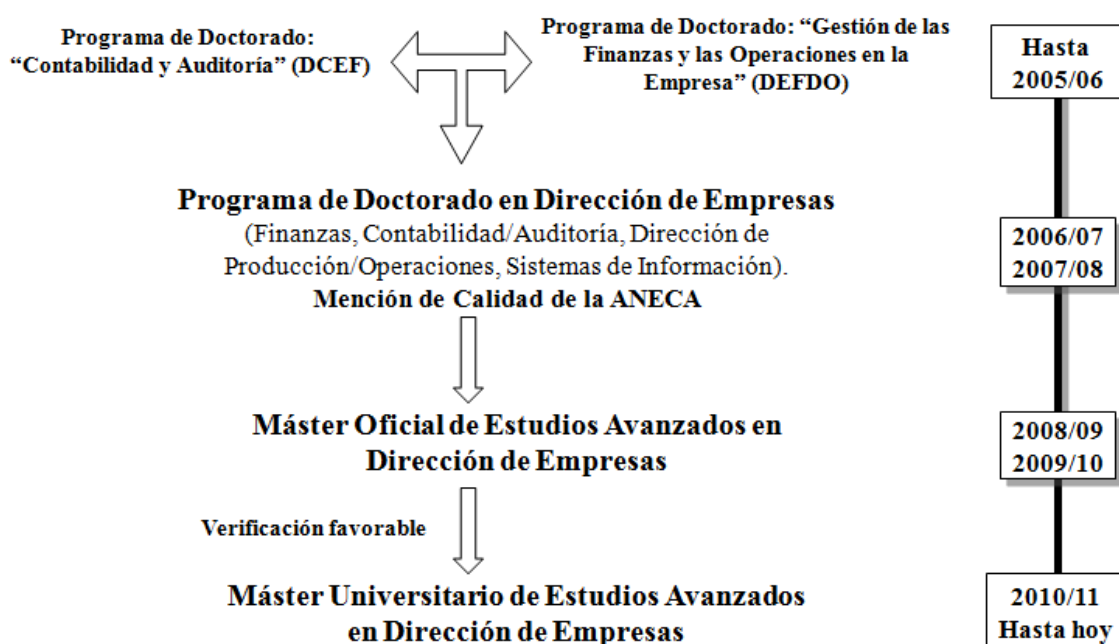 Programa de Doctorado:
“Contabilidad y Auditoría” (DCEF)
Programa de Doctorado: “Gestión de las
Finanzas y las Operaciones en la
Empresa” (DEFDO)
Hasta
2005/06
Programa de Doctorado en Dirección de Empresas
(Finanzas, Contabilidad/Auditoría, Dirección de
Producción/Operaciones, Sistemas de Información).
Mención de Calidad de la ANECA
2006/07
2007/08
Máster Oficial de Estudios Avanzados en
Dirección de Empresas
2008/09
2009/10
Verificación favorable
Máster Universitario de Estudios Avanzados
en Dirección de Empresas
2010/11
Hasta hoy